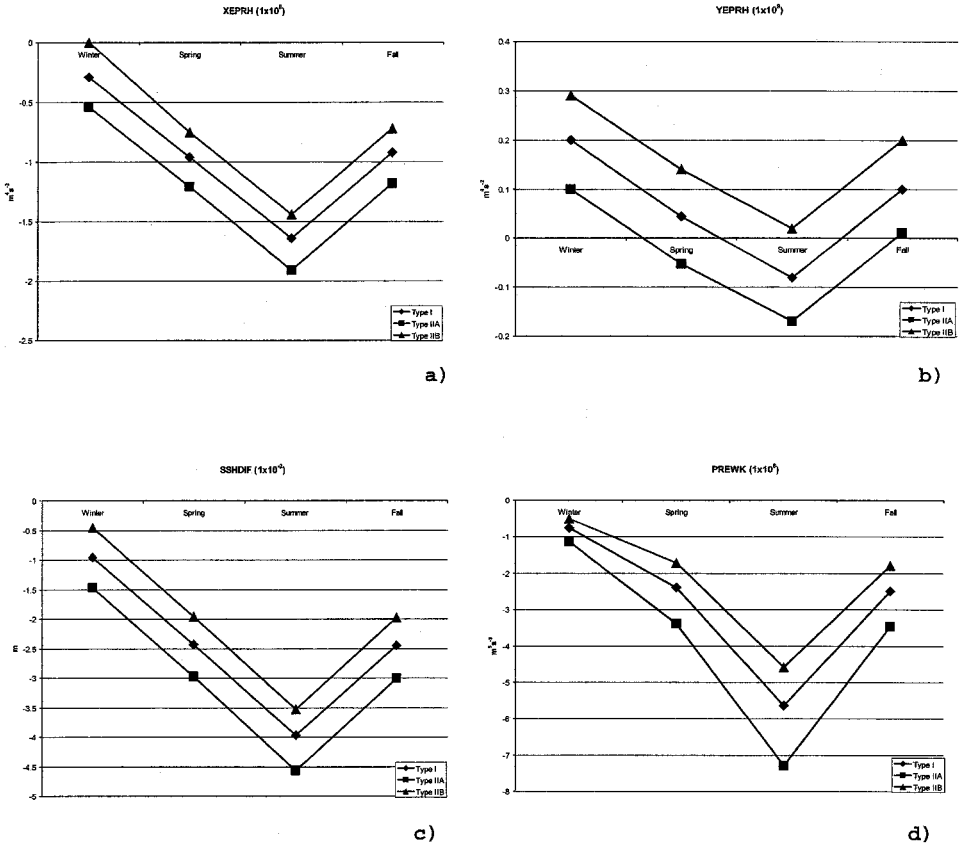 XEPRH (1x10⁶)
0
-0.5
-1
-1.5
-2
-2.5
Winter
Spring
Summer
Fall
Type I
Type IIA
Type IIB
a)
YEPRH (1x10⁶)
0.4
0.3
0.2
0.1
0
-0.1
-0.2
Winter
Spring
Summer
Fall
Type I
Type IIA
Type IIB
b)
SSHDIF
m
0
-0.5
-1
-1.5
-2
-2.5
-3
-3.5
-4
-4.5
-5
Winter
Spring
Summer
Fall
Type I
Type IIA
Type IIB
c)
PREWK
0
-1
-2
-3
-4
-5
-6
-7
-8
Winter
Spring
Summer
Fall
Type I
Type IIA
Type IIB
d)